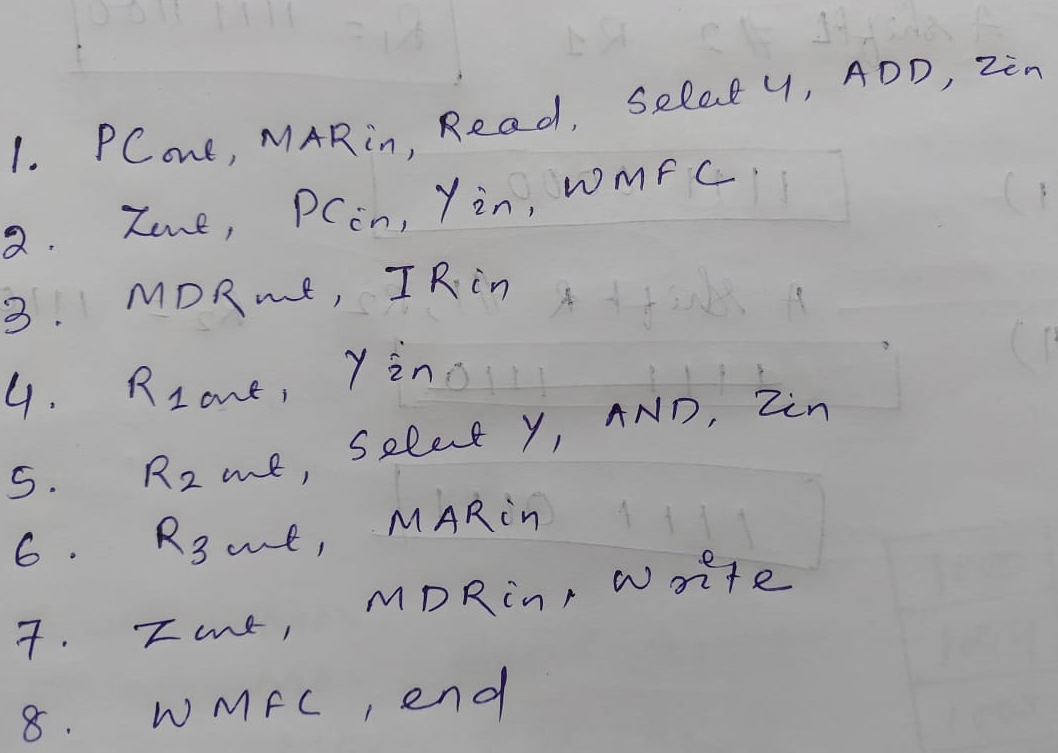 1. PCout, MARin, Read, Select 4, ADD, Zin
2. Zout, PCin, Yin, WMFC
3. MDRout, IRin
4. R1out, Yin
5. R2out, Select Y, AND, Zin
6. R3out, MARin
7. Zout, MDRin, Write
8. WMFC, end